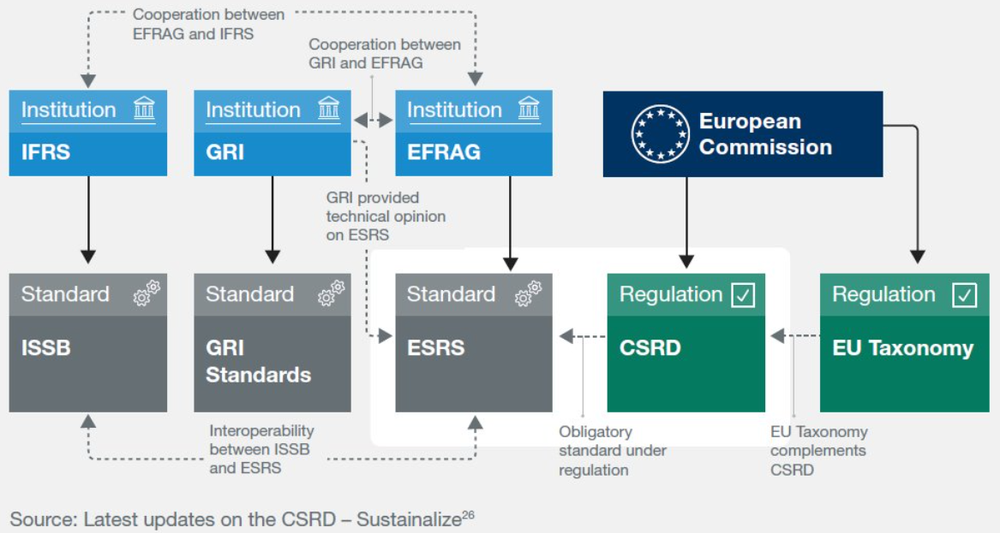 Cooperation between
EFRAG and IFRS
Cooperation between
GRI and EFRAG
Institution
IFRS
Institution
GRI
Institution
EFRAG
European
Commission
GRI provided
technical opinion
on ESRS
Standard
ISSB
Standard
GRI
Standards
Standard
ESRS
Regulation
CSRD
Regulation
EU Taxonomy
Interoperability
between ISSB
and ESRS
Obligatory
standard under
regulation
EU Taxonomy
complements
CSRD
Source: Latest updates on the CSRD – Sustainalize26